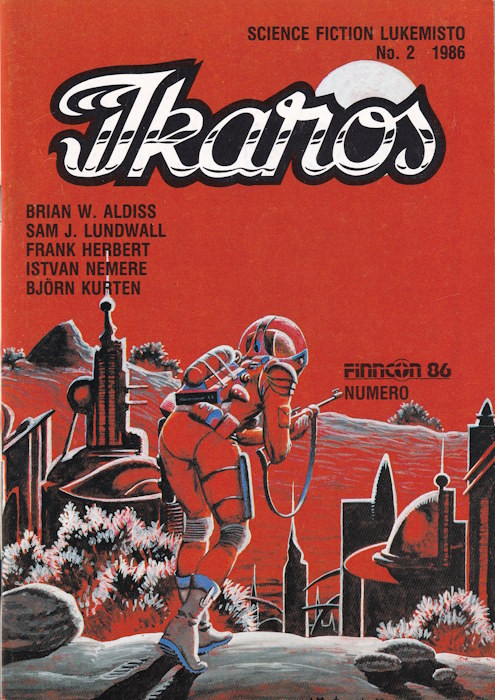 SCIENCE FICTION LUKEMISTO
No. 2 1986
Ikaros
BRIAN W. ALDISS
SAM J. LUNDWALL
FRANK HERBERT
ISTVAN NEMERE
BJÖRN KURTEN
FINNCON 86
NUMERO